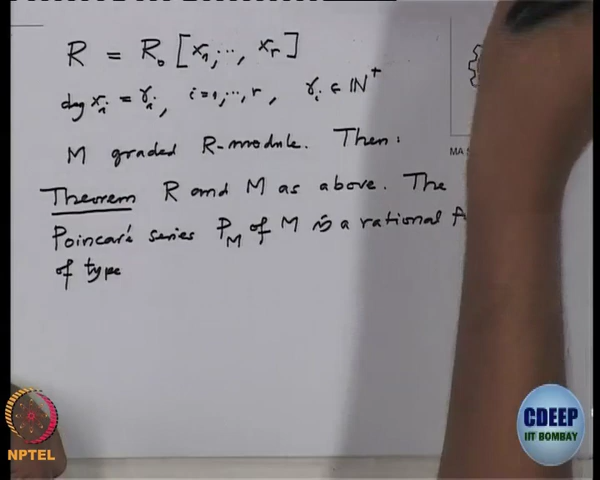 R = R₀ [x₁, ..., xᵣ]
deg xᵢ = γᵢ, i = 1, ..., r, γᵢ ∈ ℕ⁺
M graded R-module. Then:
Theorem R and M as above. The
Poincaré series P_M of M is a rational
of type
MA
NPTEL
CDEEP
IIT BOMBAY